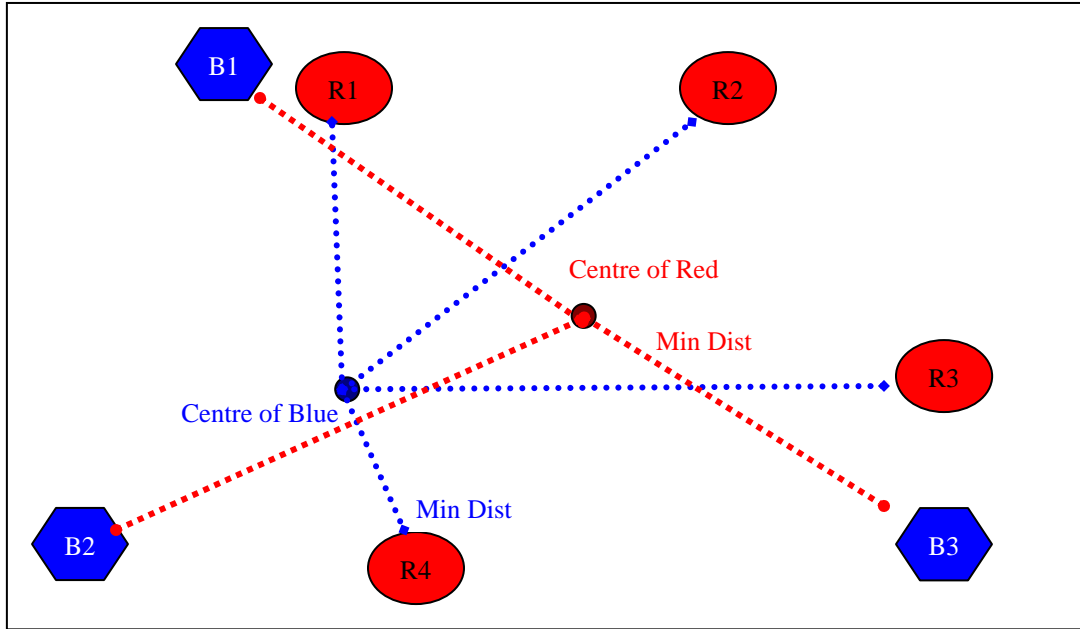 B1
R1
R2
Centre of Red
Min Dist
R3
Centre of Blue
Min Dist
B2
R4
B3